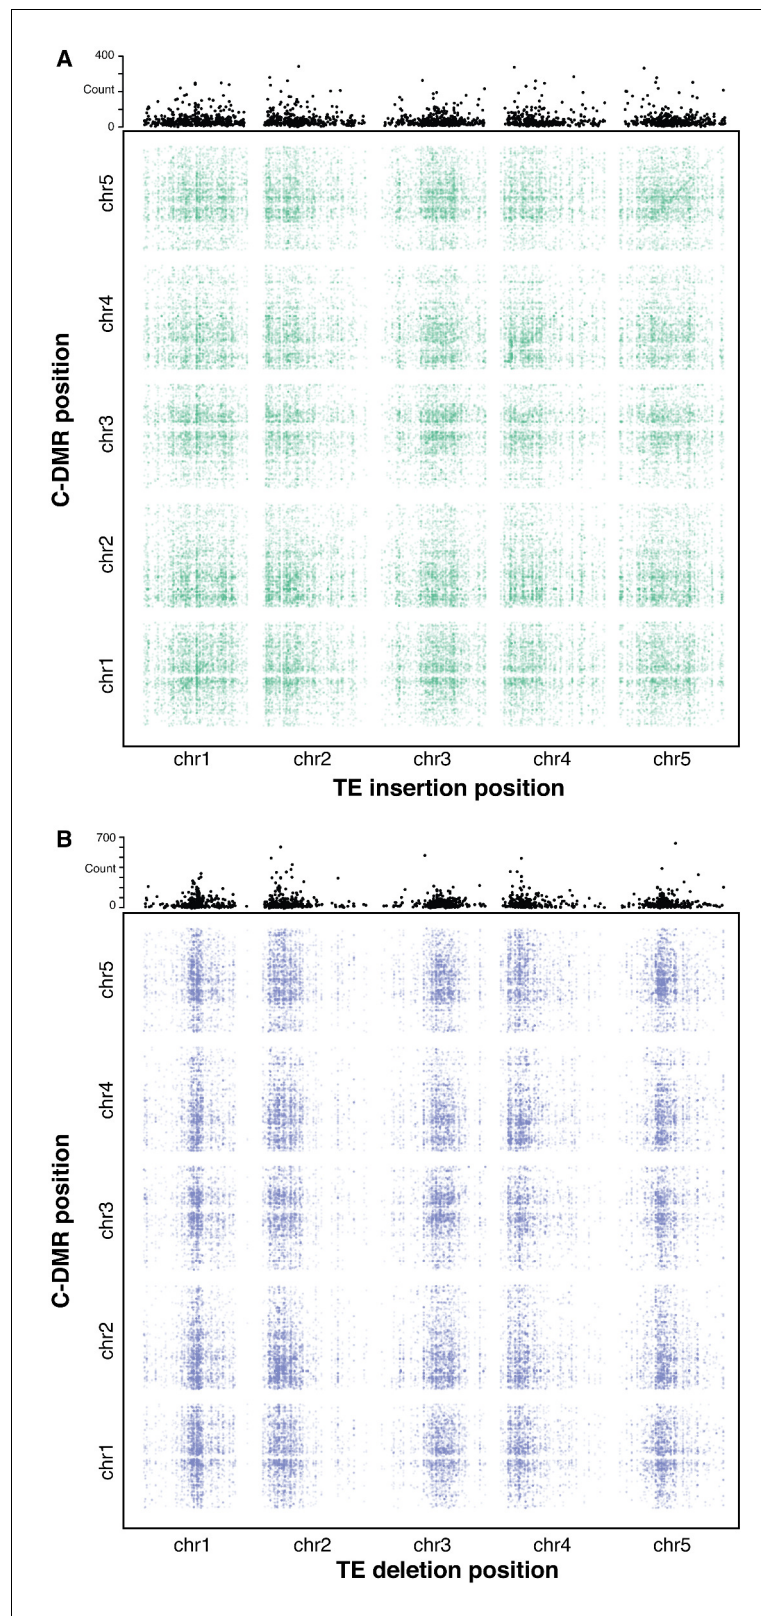 A
400
Count
0
chr5
chr4
chr3
chr2
chr1
C-DMR position
chr1 chr2 chr3 chr4 chr5
TE insertion position
B
700
Count
0
chr5
chr4
chr3
chr2
chr1
C-DMR position
chr1 chr2 chr3 chr4 chr5
TE deletion position